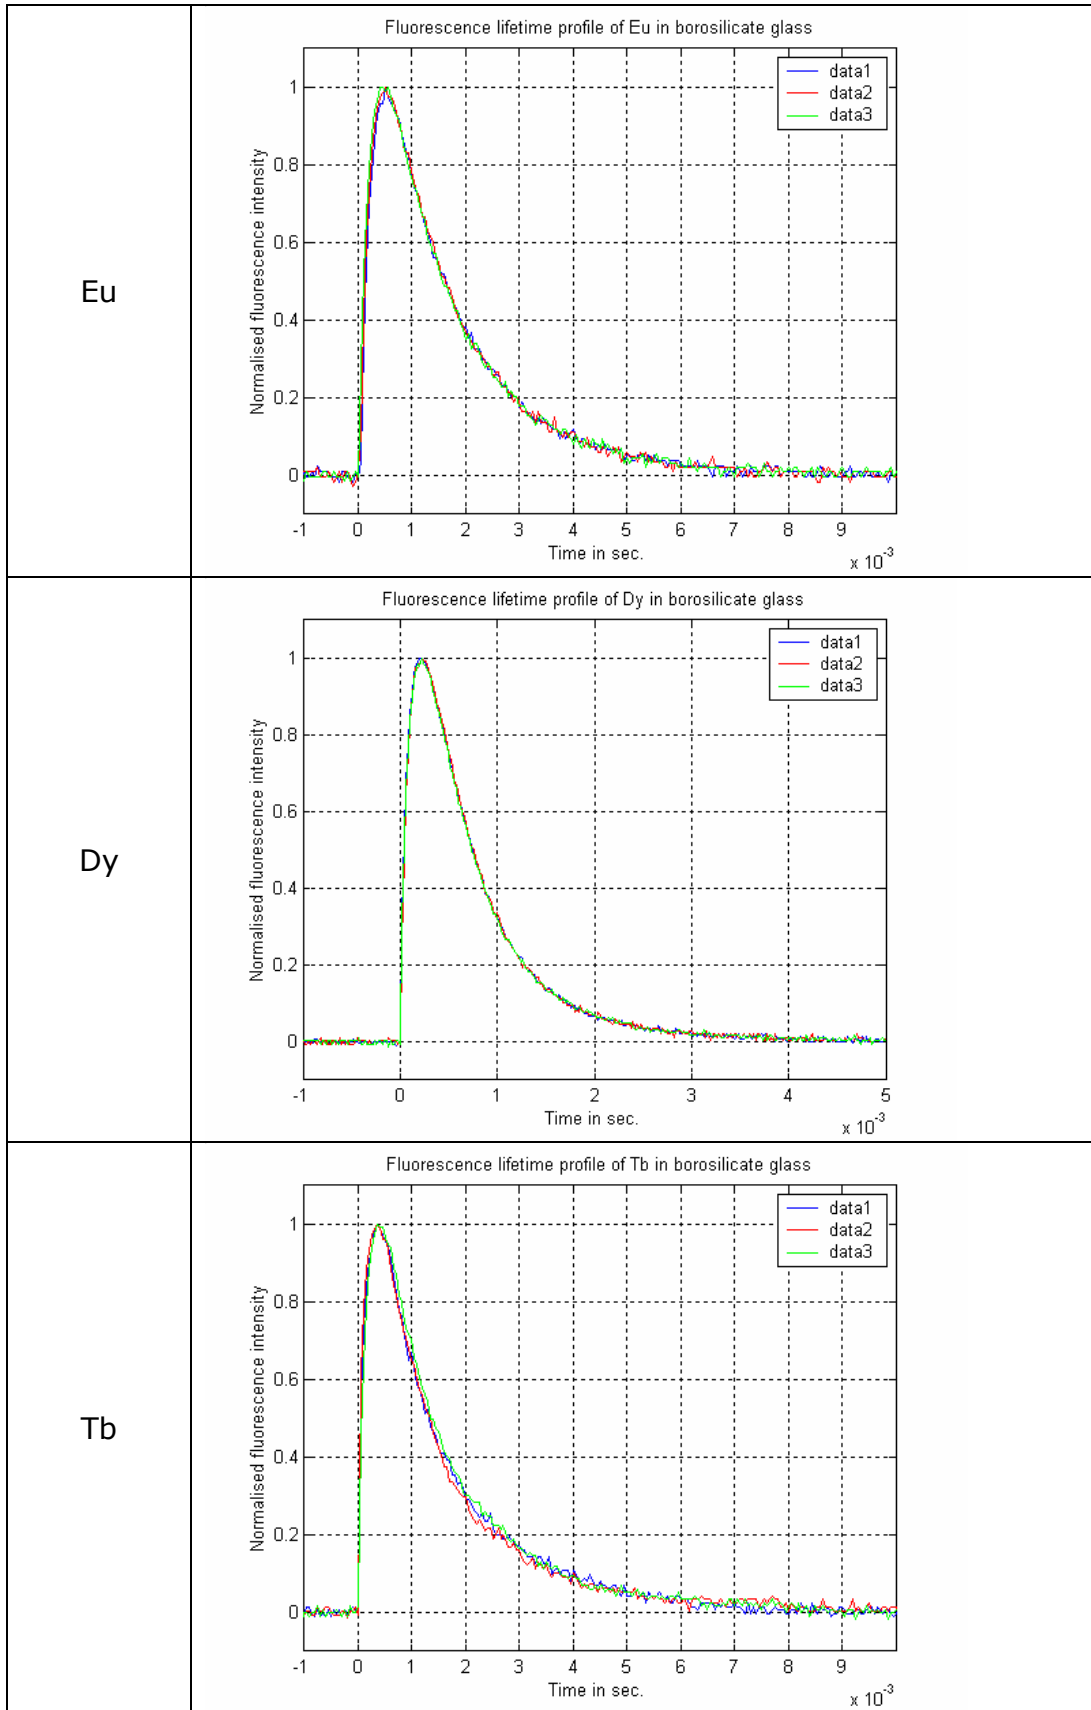 Eu
Fluorescence lifetime profile of Eu in borosilicate glass
data1
data2
data3
Normalised fluorescence intensity
1
0.8
0.6
0.4
0.2
0
-1 0 1 2 3 4 5 6 7 8 9
Time in sec.
x 10^-3
Dy
Fluorescence lifetime profile of Dy in borosilicate glass
data1
data2
data3
Normalised fluorescence intensity
1
0.8
0.6
0.4
0.2
0
-1 0 1 2 3 4 5
Time in sec.
x 10^-3
Tb
Fluorescence lifetime profile of Tb in borosilicate glass
data1
data2
data3
Normalised fluorescence intensity
1
0.8
0.6
0.4
0.2
0
-1 0 1 2 3 4 5 6 7 8 9
Time in sec.
x 10^-3